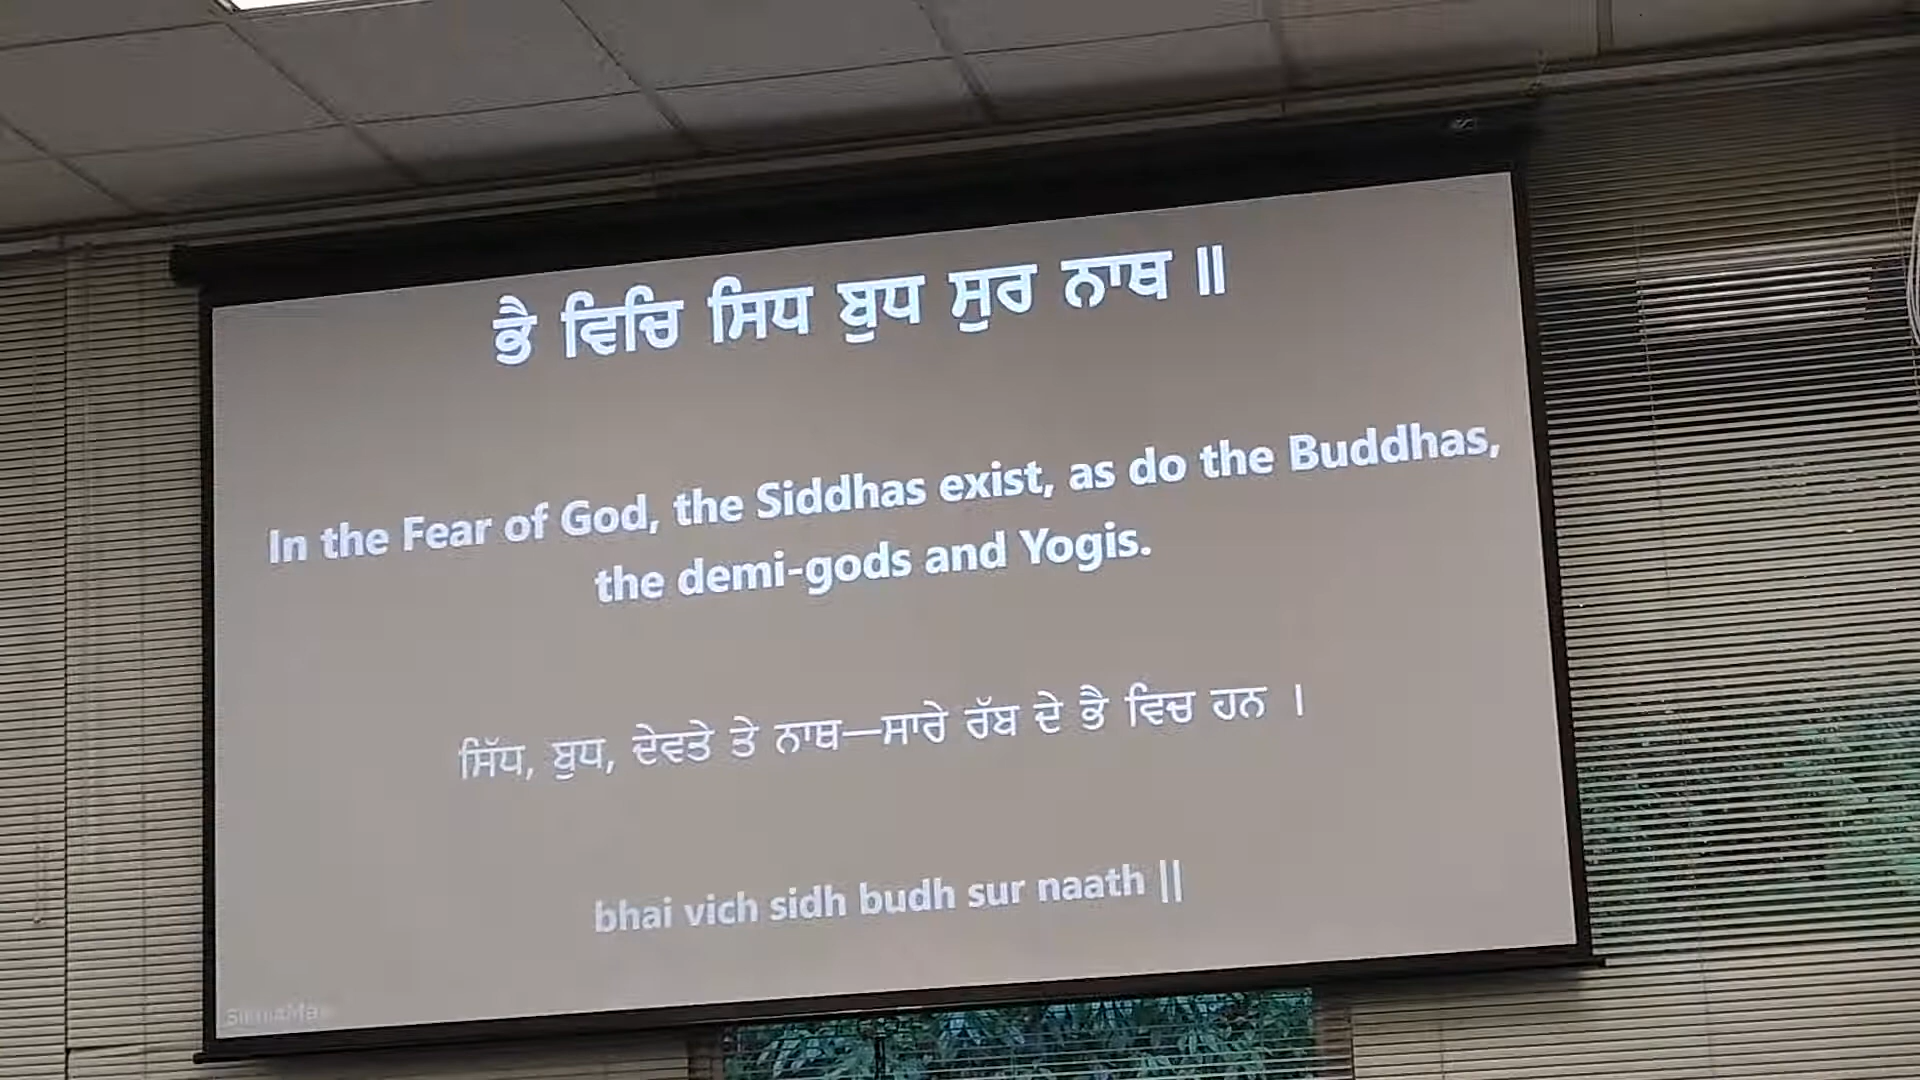 ਭੈ ਵਿਚਿ ਸਿਧ ਬੁਧ ਸੁਰ ਨਾਥ ॥
In the Fear of God, the Siddhas exist, as do the Buddhas,
the demi-gods and Yogis.
ਸਿੱਧ, ਬੁਧ, ਦੇਵਤੇ ਤੇ ਨਾਥ—ਸਾਰੇ ਰੱਬ ਦੇ ਭੈ ਵਿਚ ਹਨ ।
bhai vich sidh budh sur naath ||